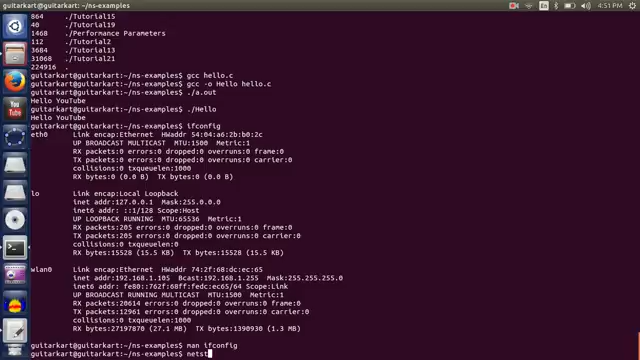 guitarkart@guitarkart: ~/ns-examples
En
4:51 PM
864 ./Tutorial15
40 ./Tutorial19
1468 ./Performance Parameters
112 ./Tutorial2
3684 ./Tutorial13
31068 ./Tutorial21
224916 .
guitarkart@guitarkart:~/ns-examples$ gcc hello.c
guitarkart@guitarkart:~/ns-examples$ gcc -o Hello hello.c
guitarkart@guitarkart:~/ns-examples$ ./a.out
Hello YouTube
guitarkart@guitarkart:~/ns-examples$ ./Hello
Hello YouTube
guitarkart@guitarkart:~/ns-examples$ ifconfig
eth0 Link encap:Ethernet HWaddr 54:04:a6:2b:b0:2c
UP BROADCAST MULTICAST MTU:1500 Metric:1
RX packets:0 errors:0 dropped:0 overruns:0 frame:0
TX packets:0 errors:0 dropped:0 overruns:0 carrier:0
collisions:0 txqueuelen:1000
RX bytes:0 (0.0 B) TX bytes:0 (0.0 B)
lo Link encap:Local Loopback
inet addr:127.0.0.1 Mask:255.0.0.0
inet6 addr: ::1/128 Scope:Host
UP LOOPBACK RUNNING MTU:65536 Metric:1
RX packets:205 errors:0 dropped:0 overruns:0 frame:0
TX packets:205 errors:0 dropped:0 overruns:0 carrier:0
collisions:0 txqueuelen:0
RX bytes:15528 (15.5 KB) TX bytes:15528 (15.5 KB)
wlan0 Link encap:Ethernet HWaddr 74:2f:68:dc:ec:65
inet addr:192.168.1.105 Bcast:192.168.1.255 Mask:255.255.255.0
inet6 addr: fe80::762f:68ff:fedc:ec65/64 Scope:Link
UP BROADCAST RUNNING MULTICAST MTU:1500 Metric:1
RX packets:20614 errors:0 dropped:0 overruns:0 frame:0
TX packets:12961 errors:0 dropped:0 overruns:0 carrier:0
collisions:0 txqueuelen:1000
RX bytes:27197870 (27.1 MB) TX bytes:1390930 (1.3 MB)
guitarkart@guitarkart:~/ns-examples$ man ifconfig
guitarkart@guitarkart:~/ns-examples$ netst
You
Tube